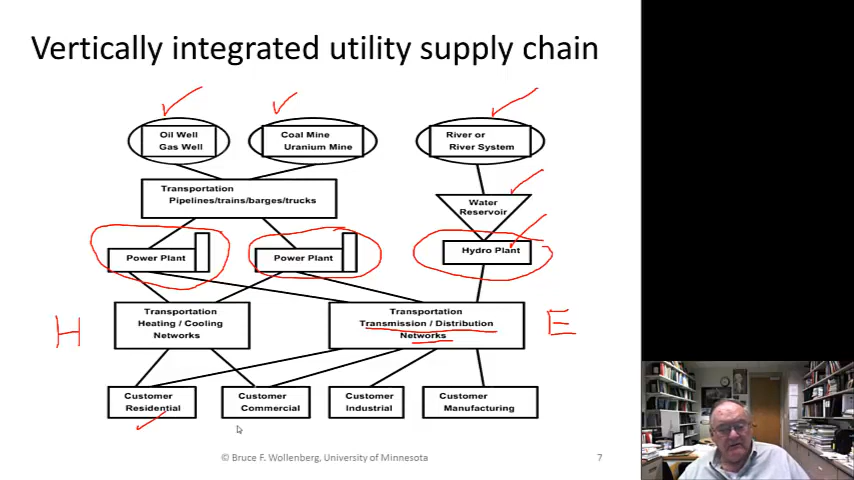 Vertically integrated utility supply chain
Oil Well
Gas Well
Coal Mine
Uranium Mine
River or
River System
Transportation
Pipelines/trains/barges/trucks
Water
Reservoir
Power Plant
Power Plant
Hydro Plant
H
Transportation
Heating / Cooling
Networks
Transportation
Transmission / Distribution
Networks
E
Customer
Residential
Customer
Commercial
Customer
Industrial
Customer
Manufacturing
© Bruce F. Wollenberg, University of Minnesota
7